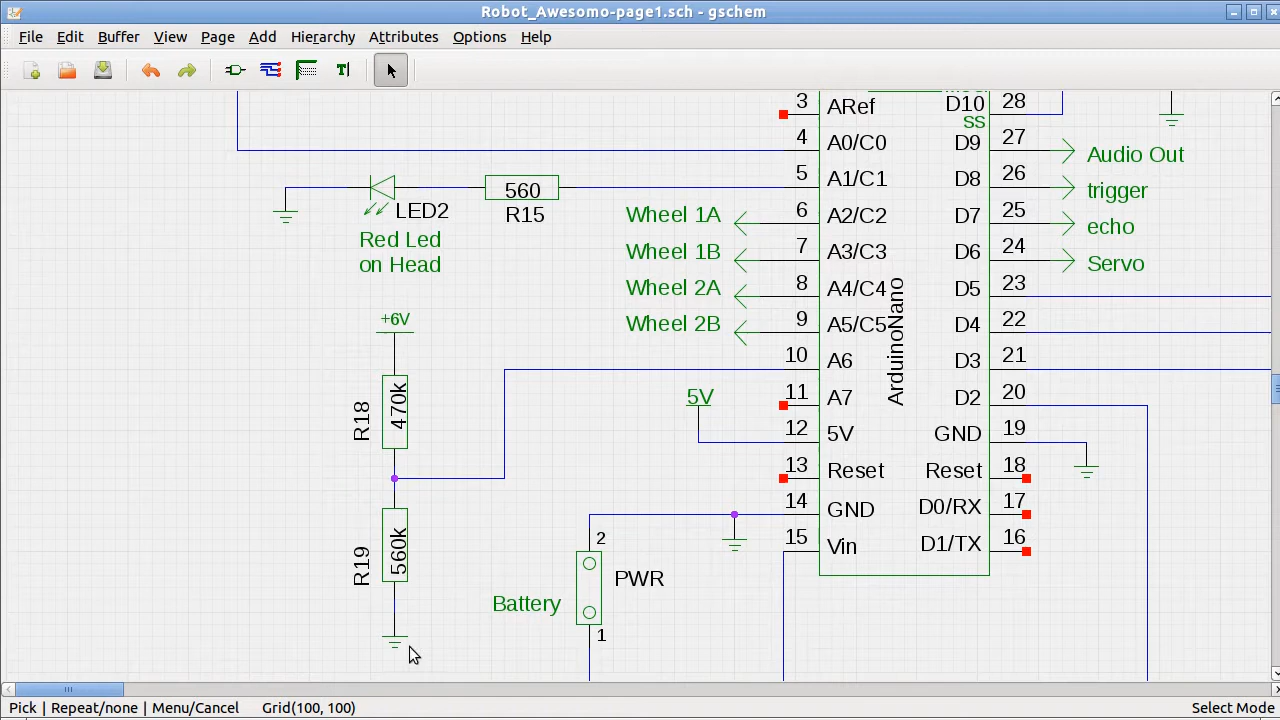 Robot_Awesomo-page1.sch - gschem
File Edit Buffer View Page Add Hierarchy Attributes Options Help
3 ARef D10 28
SS
4 A0/C0 D9 27 Audio Out
5 A1/C1 D8 26 trigger
560
R15
LED2
Red Led
on Head
Wheel 1A 6 A2/C2 D7 25 echo
Wheel 1B 7 A3/C3 D6 24 Servo
Wheel 2A 8 A4/C4 D5 23
Wheel 2B 9 A5/C5 D4 22
ArduinoNano
+6V
10 A6 D3 21
R18 470k
5V 11 A7 D2 20
12 5V GND 19
13 Reset Reset 18
14 GND D0/RX 17
15 Vin D1/TX 16
R19 560k
2
PWR
Battery
1
Pick | Repeat/none | Menu/Cancel Grid(100, 100) Select Mode